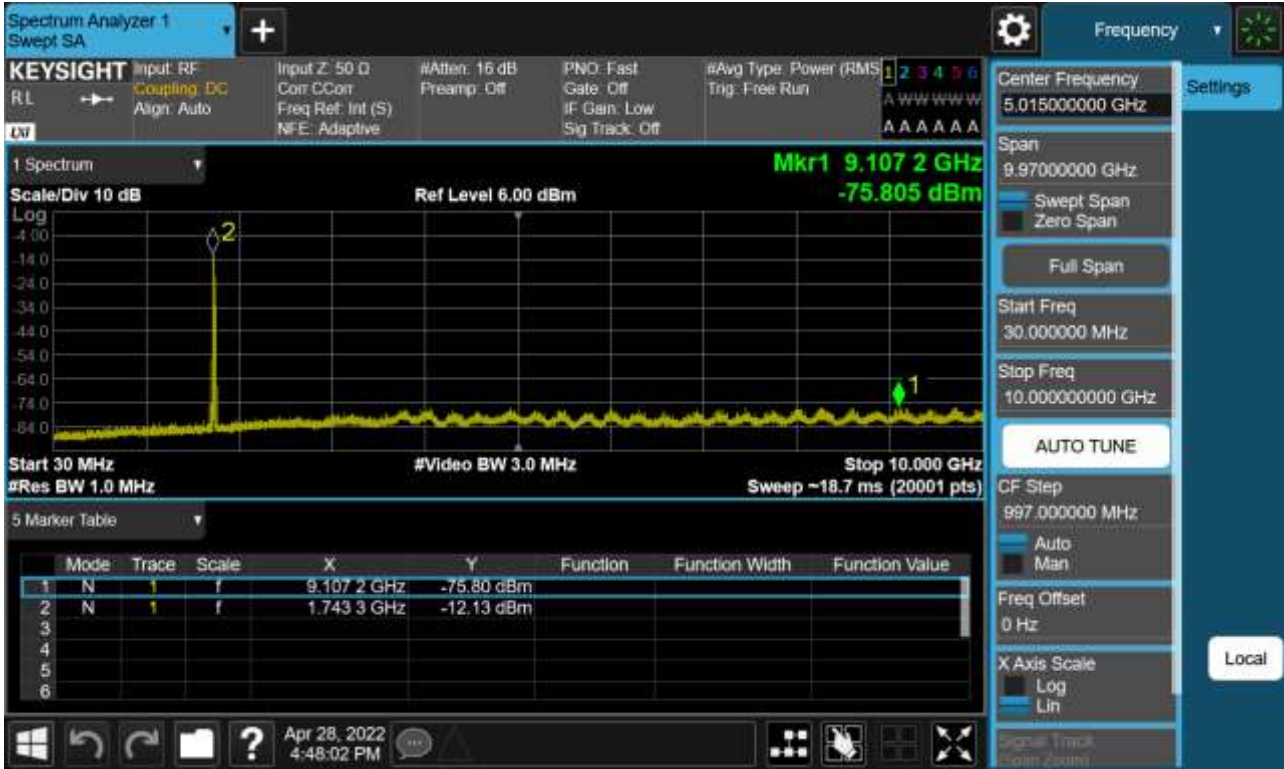 Spectrum Analyzer 1
Swept SA
+
Frequency
KEYSIGHT
RL
LXI
Input: RF
Coupling: DC
Align: Auto
Input Z: 50 Ω
Corr CCorr
Freq Ref: Int (S)
NFE: Adaptive
#Atten: 16 dB
Preamp: Off
PNO: Fast
Gate: Off
IF Gain: Low
Sig Track: Off
#Avg Type: Power (RMS
Trig: Free Run
1 2 3 4 5 6
A W W W W W
A A A A A A
1 Spectrum
Mkr1 9.107 2 GHz
Scale/Div 10 dB
Ref Level 6.00 dBm
-75.805 dBm
Log
-4.00
-14.0
-24.0
-34.0
-44.0
-54.0
-64.0
-74.0
-84.0
2
1
Start 30 MHz
#Video BW 3.0 MHz
Stop 10.000 GHz
#Res BW 1.0 MHz
Sweep ~18.7 ms (20001 pts)
5 Marker Table
Mode Trace Scale X Y Function Function Width Function Value
1 N 1 f 9.107 2 GHz -75.80 dBm
2 N 1 f 1.743 3 GHz -12.13 dBm
3
4
5
6
Apr 28, 2022
4:48:02 PM
?
Center Frequency
5.015000000 GHz
Settings
Span
9.97000000 GHz
Swept Span
Zero Span
Full Span
Start Freq
30.000000 MHz
Stop Freq
10.000000000 GHz
AUTO TUNE
CF Step
997.000000 MHz
Auto
Man
Freq Offset
0 Hz
X Axis Scale
Log
Lin
Local
Signal Track
(Span Zoom)